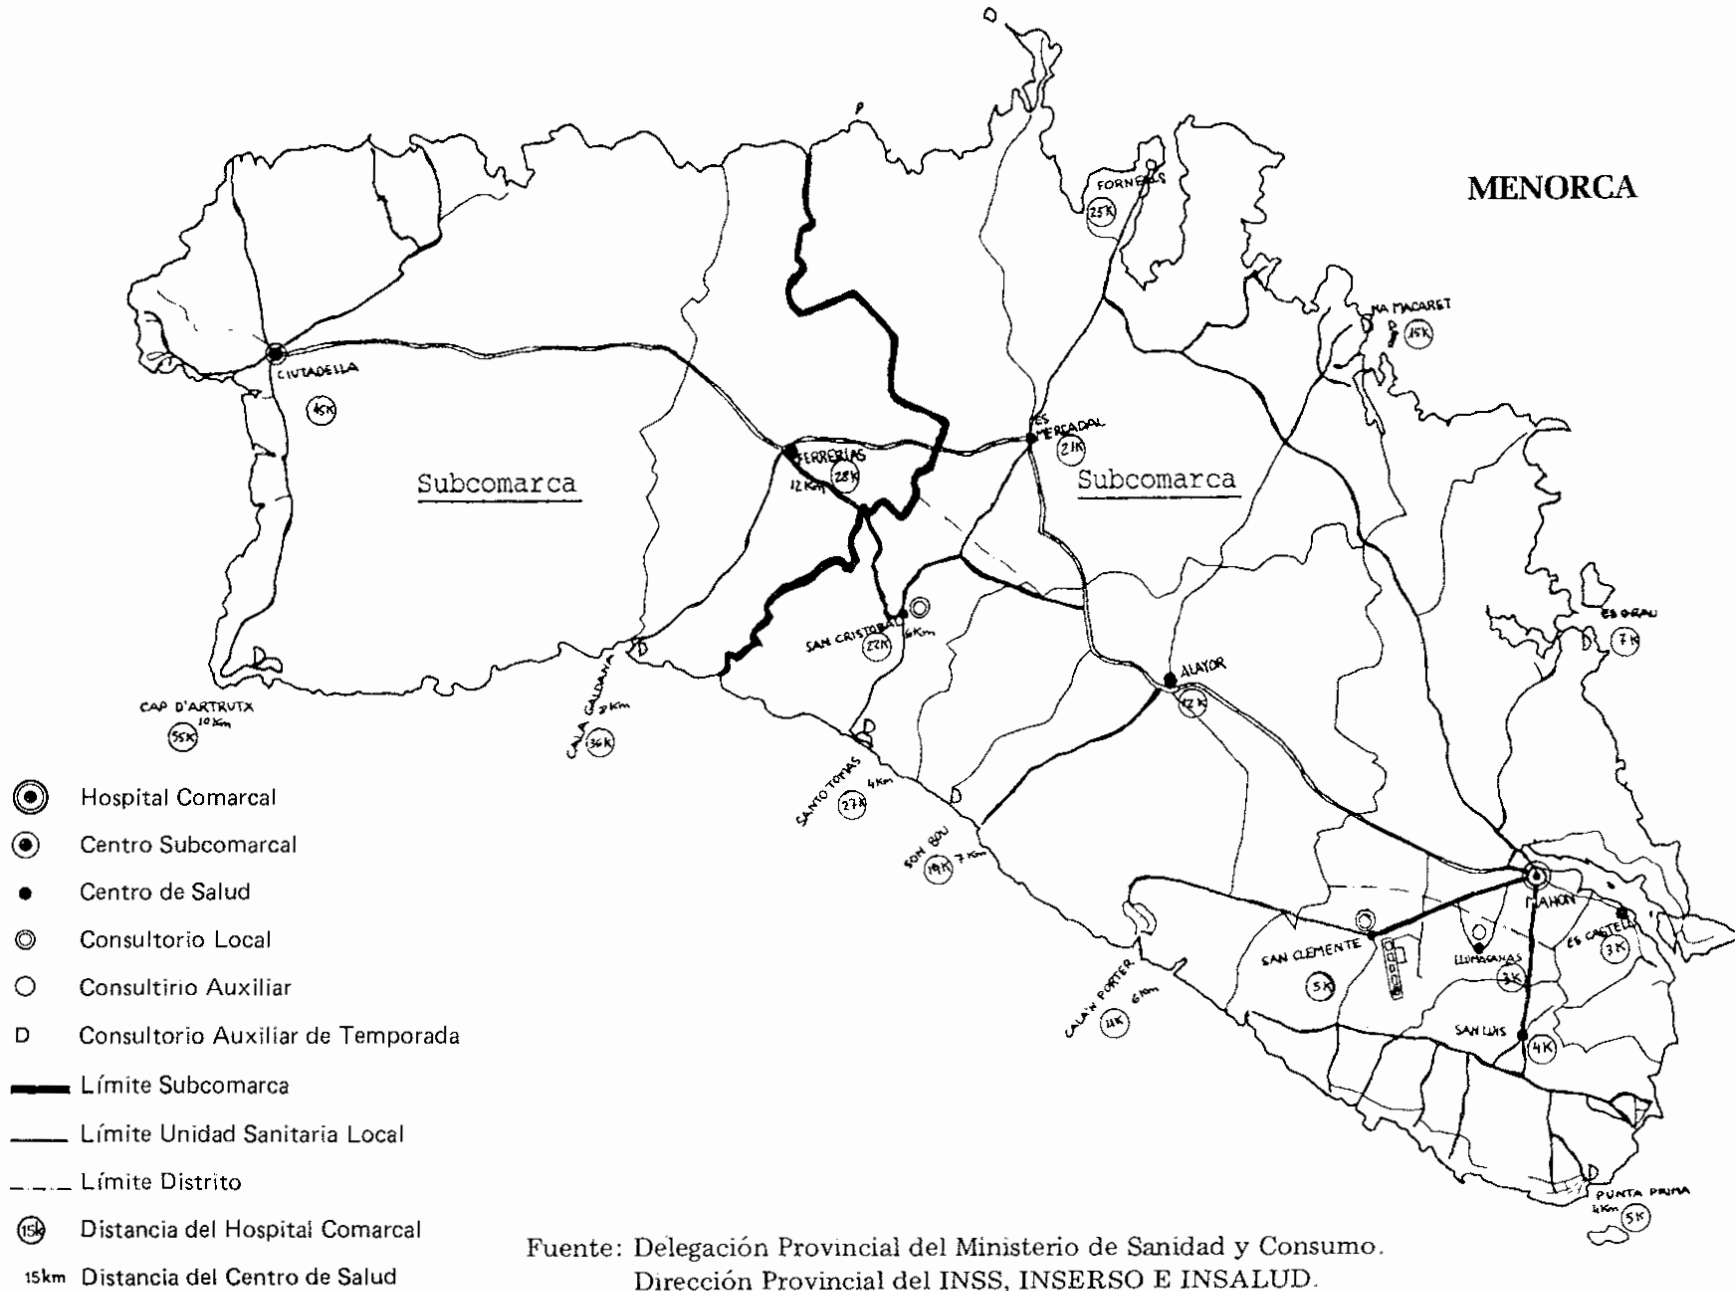 D
P
MENORCA
FORNELLS
25K
NA MACARET
D
D
15K
CIUTADELLA
45K
ES
MERCADAL
21K
FERRERIAS
28K
12Km
Subcomarca
Subcomarca
ES GRAU
D
7K
SAN CRISTOBAL
22K
6Km
ALAYOR
12K
D
D
CAP D'ARTRUTX
10Km
55K
CALA GALDANA
8Km
36K
D
SANTO TOMAS
4Km
27K
D
SON BOU
7Km
19K
MAHON
ES CASTELL
3K
SAN CLEMENTE
5K
LLUMAÇANAS
3K
CALA'N PORTER
6Km
11K
SAN LUIS
4K
D
PUNTA PRIMA
4Km
5K
Hospital Comarcal
Centro Subcomarcal
Centro de Salud
Consultorio Local
Consultirio Auxiliar
D Consultorio Auxiliar de Temporada
Límite Subcomarca
Límite Unidad Sanitaria Local
Límite Distrito
15k Distancia del Hospital Comarcal
15km Distancia del Centro de Salud
Fuente: Delegación Provincial del Ministerio de Sanidad y Consumo.
Dirección Provincial del INSS, INSERSO E INSALUD.